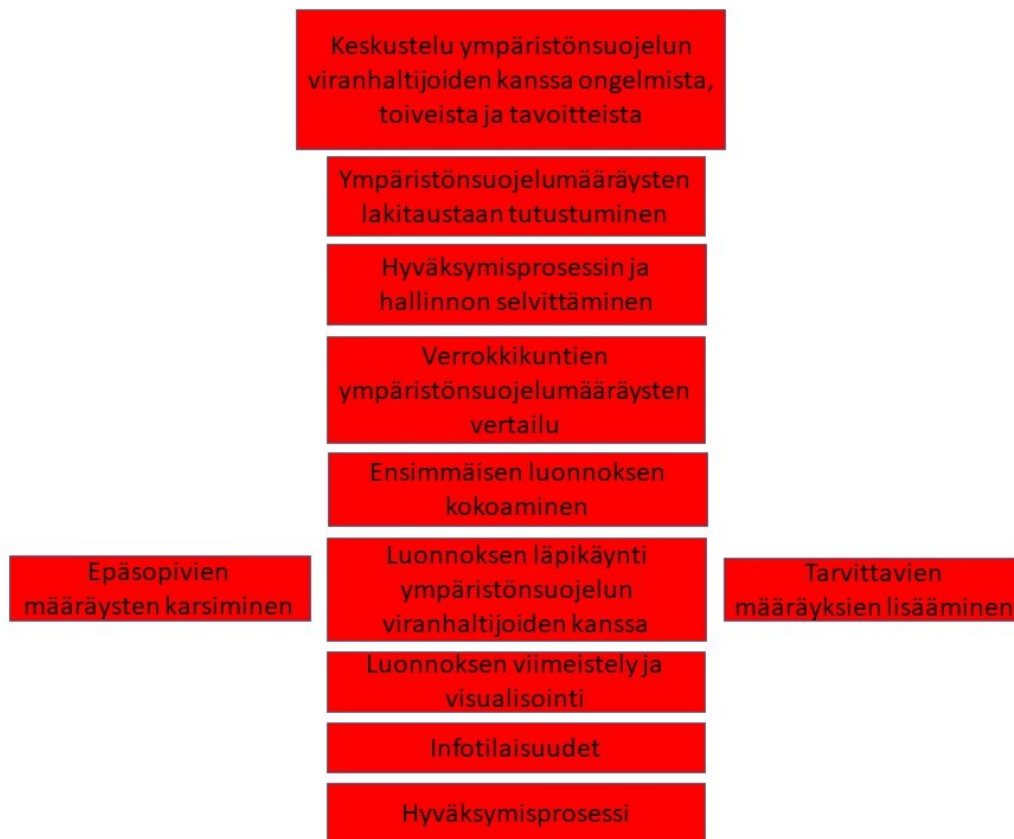 Keskustelu ympäristönsuojelun
viranhaltijoiden kanssa ongelmista,
toiveista ja tavoitteista
Ympäristönsuojelumääräysten
lakitaustaan tutustuminen
Hyväksymisprosessin ja
hallinnon selvittäminen
Verrokkikuntien
ympäristönsuojelumääräysten
vertailu
Ensimmäisen luonnoksen
kokoaminen
Epäsopivien
määräysten karsiminen
Luonnoksen läpikäynti
ympäristönsuojelun
viranhaltijoiden kanssa
Tarvittavien
määräyksien lisääminen
Luonnoksen viimeistely ja
visualisointi
Infotilaisuudet
Hyväksymisprosessi